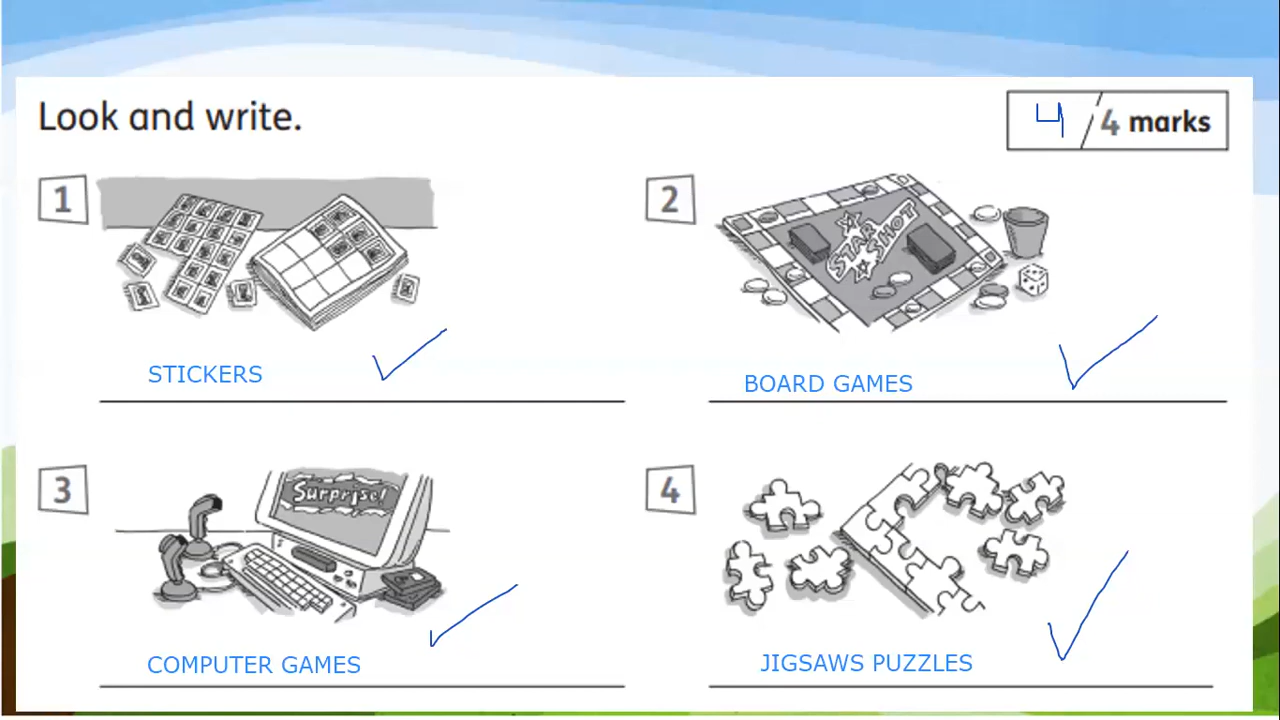 Look and write.
4/4 marks
1
2
STAR SHOT
STICKERS
BOARD GAMES
3
4
Surprise!
COMPUTER GAMES
JIGSAWS PUZZLES